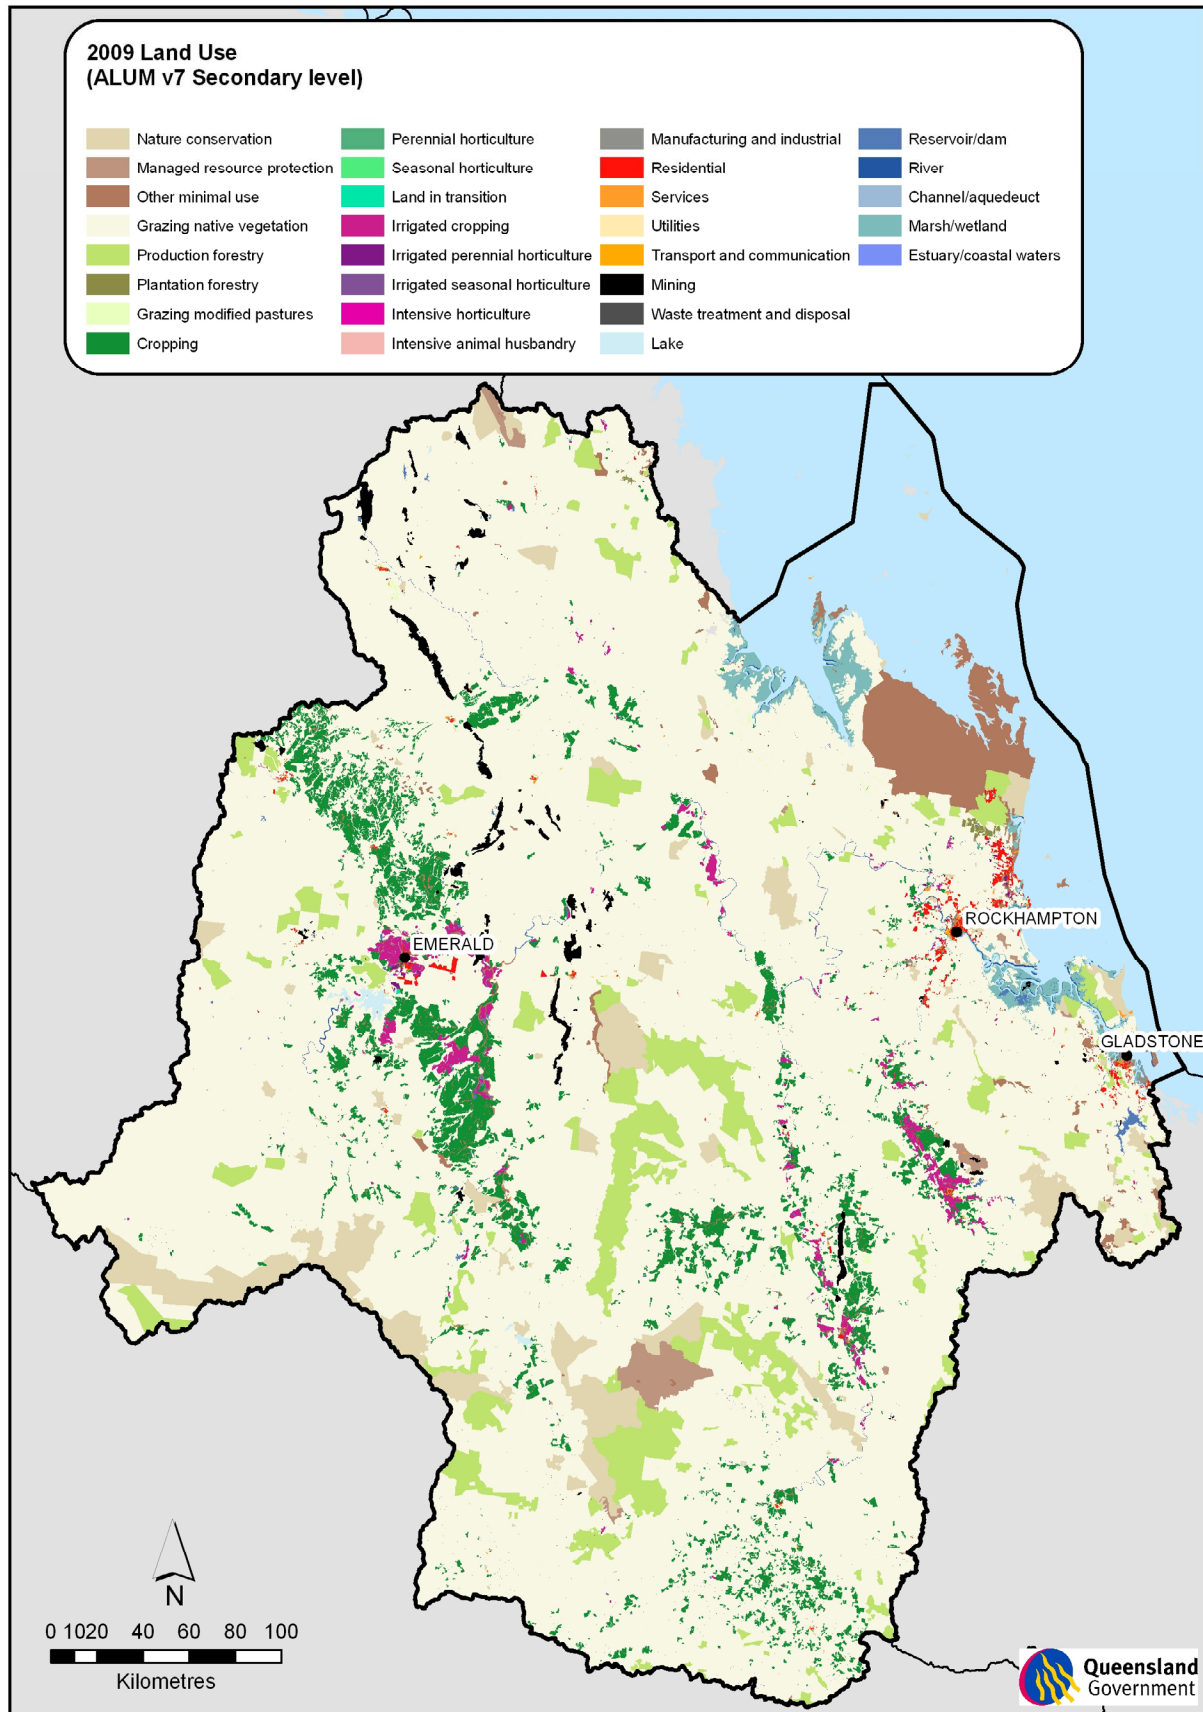 2009 Land Use
(ALUM v7 Secondary level)
Nature conservation
Managed resource protection
Other minimal use
Grazing native vegetation
Production forestry
Plantation forestry
Grazing modified pastures
Cropping
Perennial horticulture
Seasonal horticulture
Land in transition
Irrigated cropping
Irrigated perennial horticulture
Irrigated seasonal horticulture
Intensive horticulture
Intensive animal husbandry
Manufacturing and industrial
Residential
Services
Utilities
Transport and communication
Mining
Waste treatment and disposal
Lake
Reservoir/dam
River
Channel/aquedeuct
Marsh/wetland
Estuary/coastal waters
ROCKHAMPTON
EMERALD
GLADSTONE
N
0 1020 40 60 80 100
Kilometres
Queensland
Government